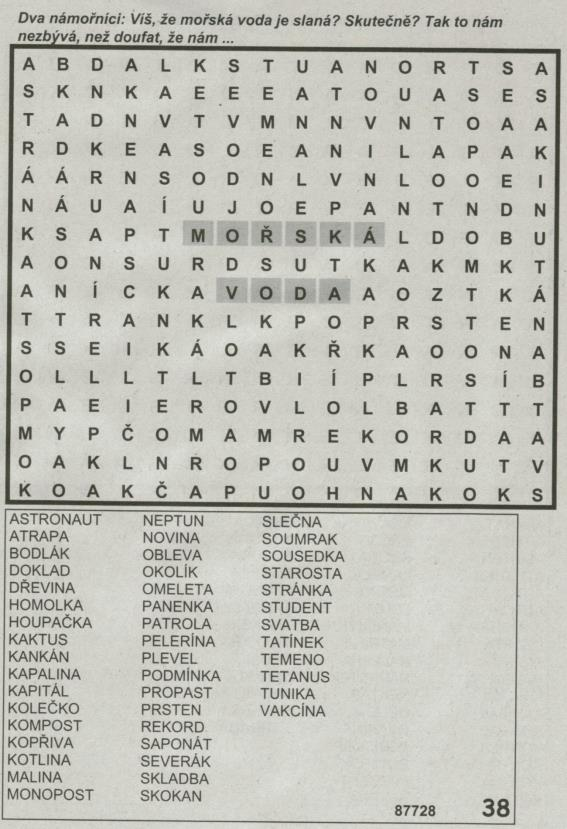 Dva námořníci: Víš, že mořská voda je slaná? Skutečně? Tak to nám
nezbývá, než doufat, že nám ...
A B D A L K S T U A N O R T S A
S K N K A E E E A T O U A S E S
T A D N V T V M N N V N T O A A
R D K E A S O E A N I L A P A K
Á Á R N S O D N L V N L O O E I
N Á U A Í U J O E P A N T N D N
K S A P T M O Ř S K Á L D O B U
A O N S U R D S U T K A K M K T
A N Í C K A V O D A A O Z T K Á
T T R A N K L K P O P R S T E N
S S E I K Á O A K Ř K A O O N A
O L L L T L T B I Í P L R S Í B
P A E I E R O V L O L B A T T T
M Y P Č O M A M R E K O R D A A
O A K L N R O P O U V M K U T V
K O A K Č A P U O H N A K O K S
ASTRONAUT NEPTUN SLEČNA
ATRAPA NOVINA SOUMRAK
BODLÁK OBLEVA SOUSEDKA
DOKLAD OKOLÍK STAROSTA
DŘEVINA OMELETA STRÁNKA
HOMOLKA PANENKA STUDENT
HOUPAČKA PATROLA SVATBA
KAKTUS PELERÍNA TATÍNEK
KANKÁN PLEVEL TEMENO
KAPALINA PODMÍNKA TETANUS
KAPITÁL PROPAST TUNIKA
KOLEČKO PRSTEN VAKCÍNA
KOMPOST REKORD
KOPŘIVA SAPONÁT
KOTLINA SEVERÁK
MALINA SKLADBA
MONOPOST SKOKAN
87728 38